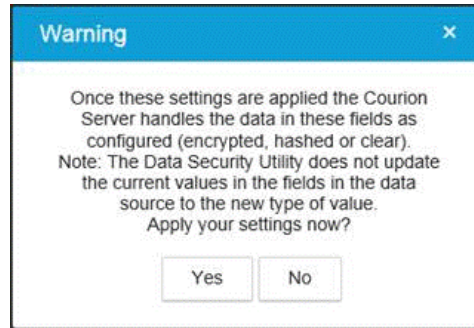 Warning ×
Once these settings are applied the Courion
Server handles the data in these fields as
configured (encrypted, hashed or clear).
Note: The Data Security Utility does not update
the current values in the fields in the data
source to the new type of value.
Apply your settings now?
Yes No